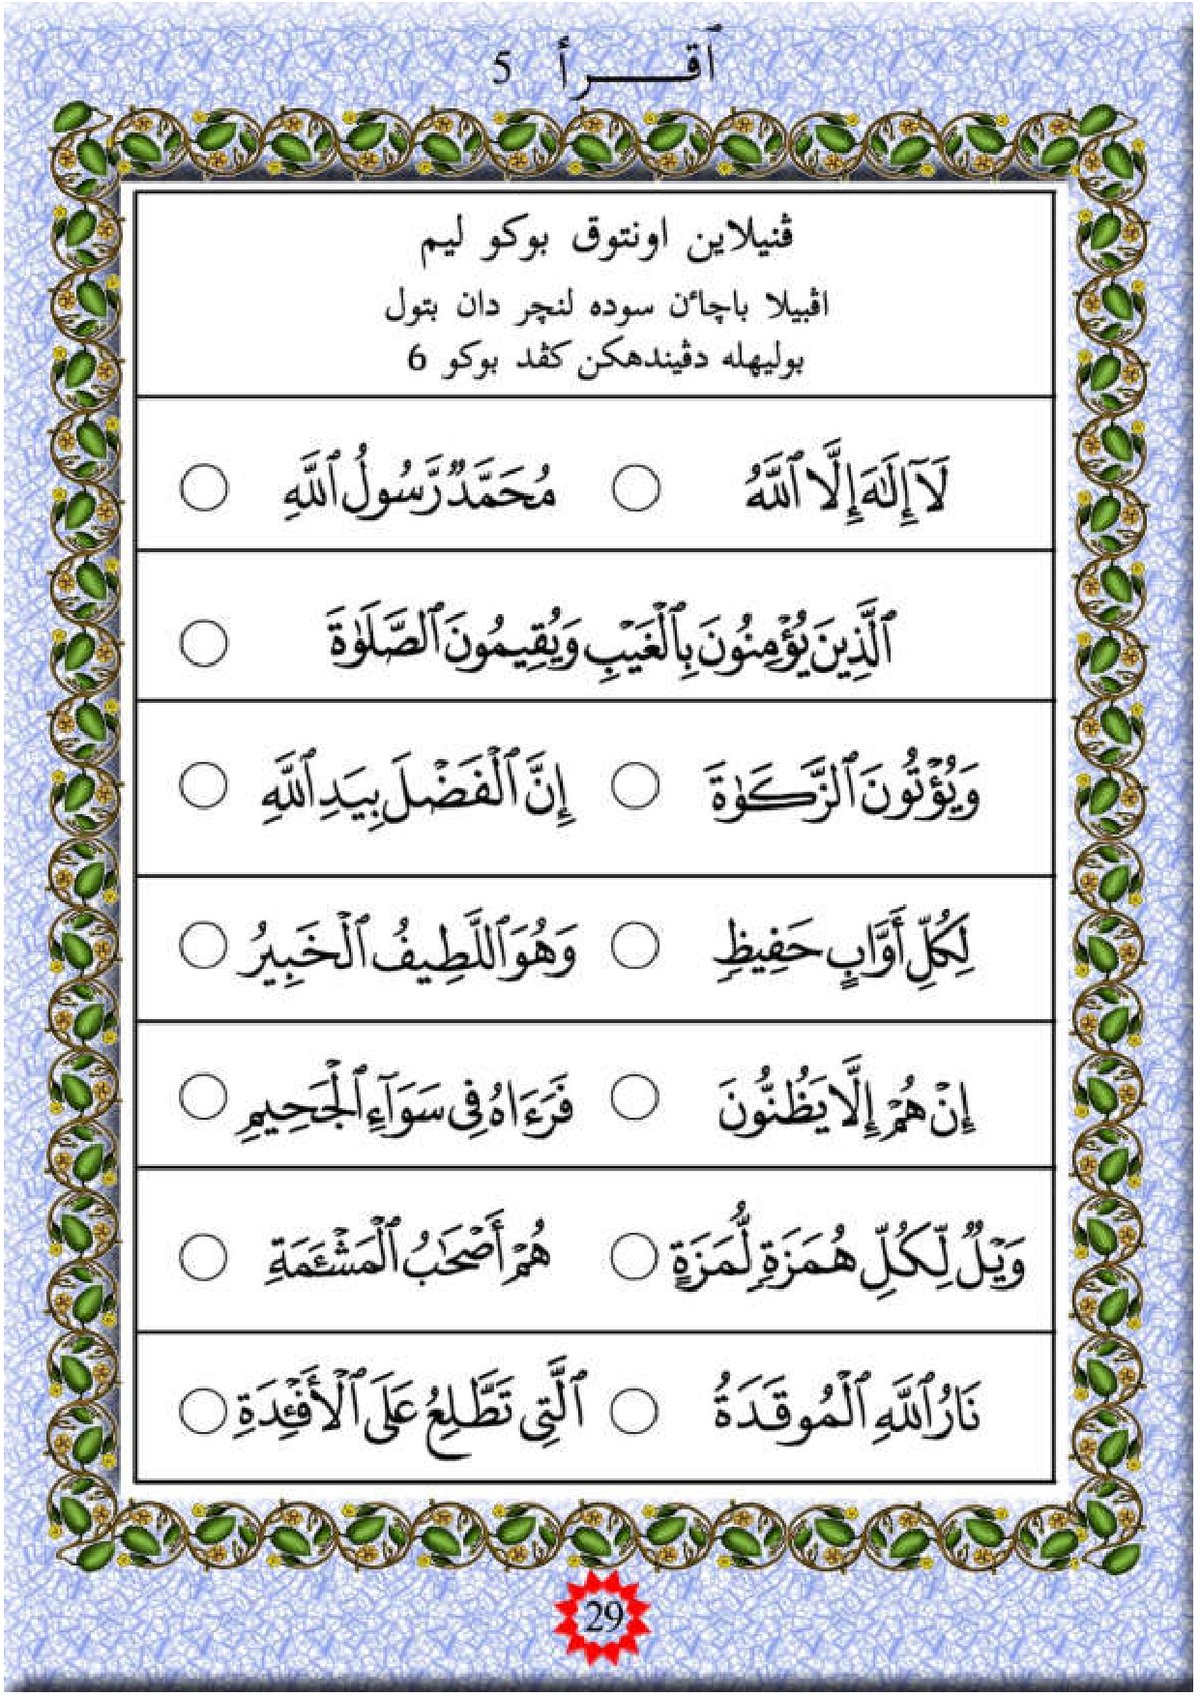 ٱقـــرأ 5
ڤنيلاين اونتوق بوكو ليم
اڤبيلا باچاٴن سوده لنچر دان بتول
بوليهله دڤيندهكن كڤد بوكو 6
لَآ إِلَٰهَ إِلَّا ٱللَّهُ ○ مُحَمَّدٌ رَّسُولُ ٱللَّهِ ○
ٱلَّذِينَ يُؤْمِنُونَ بِٱلْغَيْبِ وَيُقِيمُونَ ٱلصَّلَوٰةَ ○
وَيُؤْتُونَ ٱلزَّكَوٰةَ ○ إِنَّ ٱلْفَضْلَ بِيَدِ ٱللَّهِ ○
لِكُلِّ أَوَّابٍ حَفِيظٍ ○ وَهُوَ ٱللَّطِيفُ ٱلْخَبِيرُ ○
إِنْ هُمْ إِلَّا يَظُنُّونَ ○ فَرَءَاهُ فِى سَوَآءِ ٱلْجَحِيمِ ○
وَيْلٌ لِّكُلِّ هُمَزَةٍ لُّمَزَةٍ ○ هُمْ أَصْحَٰبُ ٱلْمَشْـَٔمَةِ ○
نَارُ ٱللَّهِ ٱلْمُوقَدَةُ ○ ٱلَّتِى تَطَّلِعُ عَلَى ٱلْأَفْـِٔدَةِ ○
29